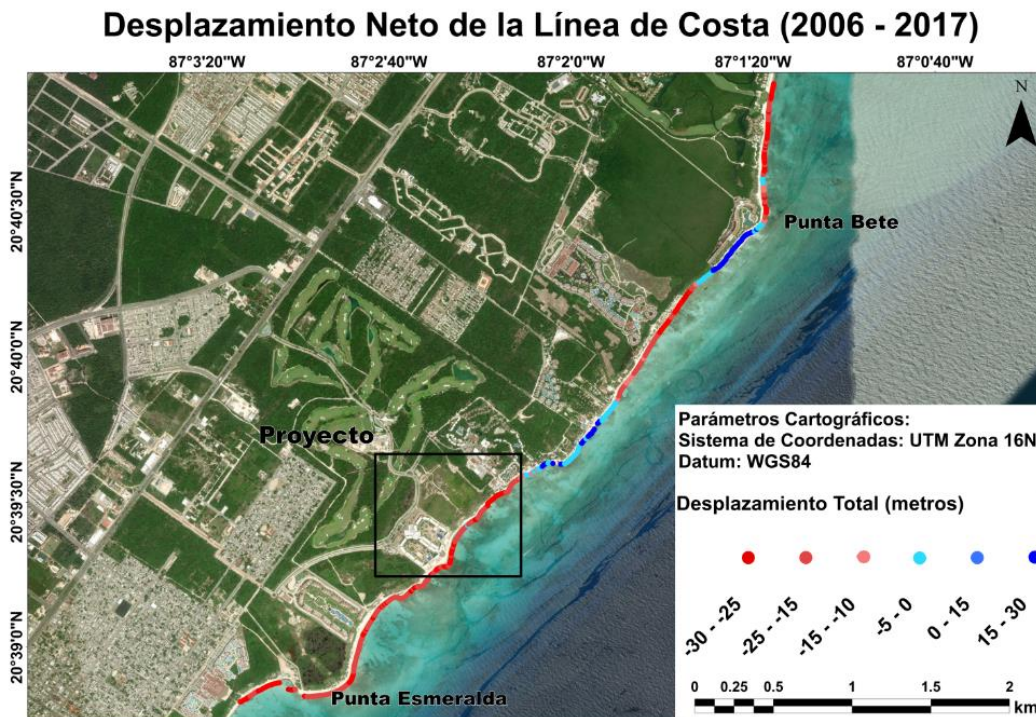 Desplazamiento Neto de la Línea de Costa (2006 - 2017)
87°3'20"W 87°2'40"W 87°2'0"W 87°1'20"W 87°0'40"W
N
20°40'30"N
Punta Bete
20°40'0"N
Proyecto
20°39'30"N
20°39'0"N
Punta Esmeralda
Parámetros Cartográficos:
Sistema de Coordenadas: UTM Zona 16N
Datum: WGS84
Desplazamiento Total (metros)
-30 - -25
-25 - -15
-15 - -10
-5 - 0
0 - 15
15 - 30
0 0.25 0.5 1 1.5 2
km